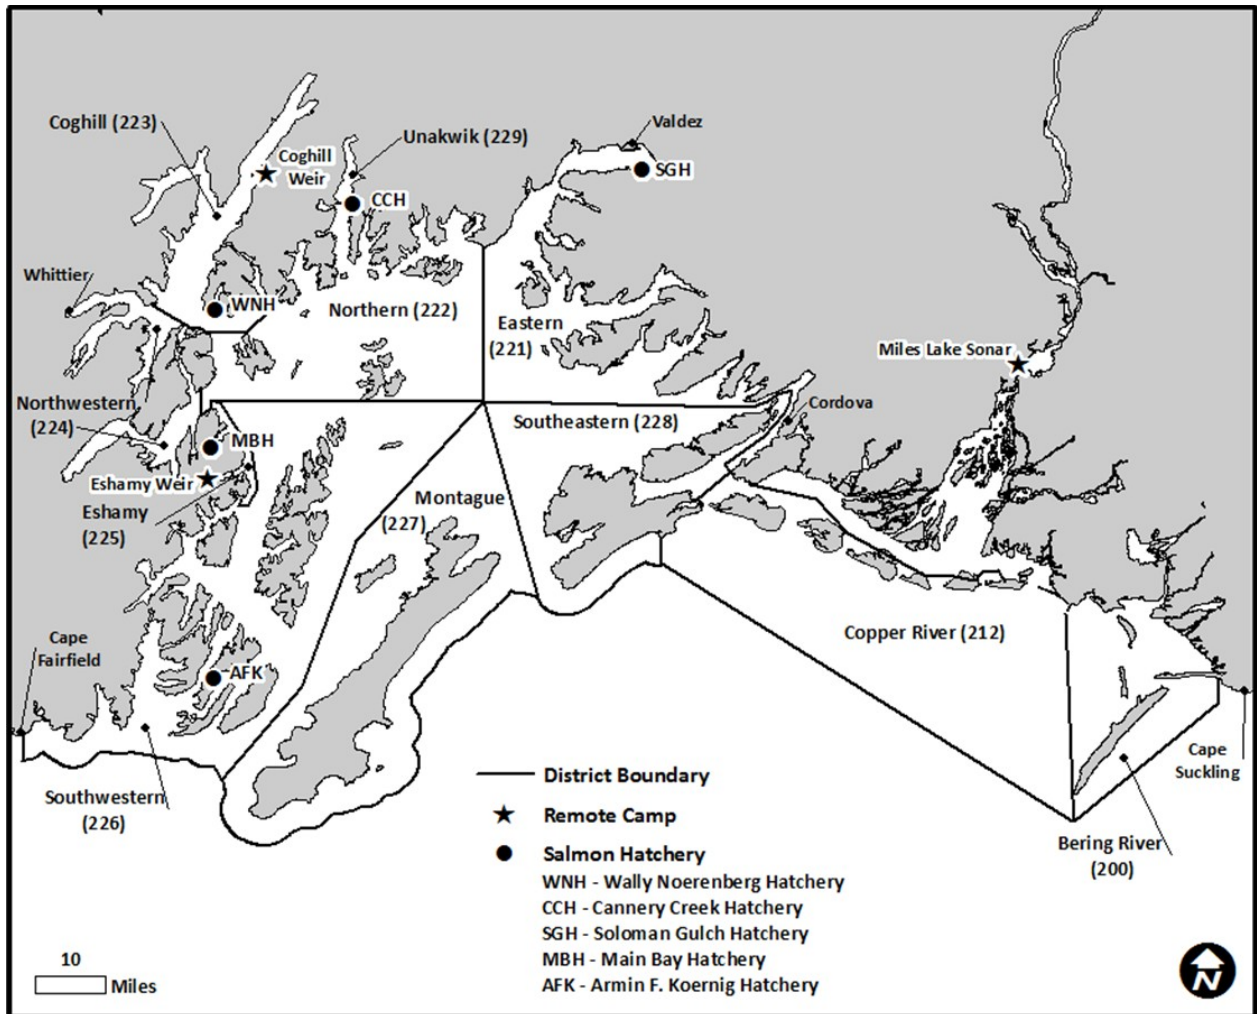 Coghill (223)
Coghill
Weir
Unakwik (229)
Valdez
SGH
CCH
Whittier
WNH
Northern (222)
Eastern
(221)
Miles Lake Sonar
Northwestern
(224)
MBH
Southeastern (228)
Cordova
Eshamy Weir
Eshamy
(225)
Montague
(227)
Copper River (212)
Cape
Fairfield
AFK
Cape
Suckling
Southwestern
(226)
Bering River
(200)
District Boundary
Remote Camp
Salmon Hatchery
WNH - Wally Noerenberg Hatchery
CCH - Cannery Creek Hatchery
SGH - Soloman Gulch Hatchery
MBH - Main Bay Hatchery
AFK - Armin F. Koernig Hatchery
10
Miles
N